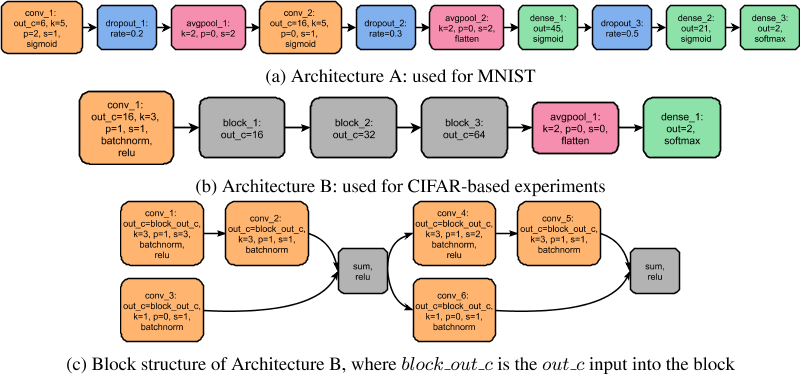 conv_1:
out_c=6, k=5,
p=2, s=1,
sigmoid
dropout_1:
rate=0.2
avgpool_1:
k=2, p=0, s=2
conv_2:
out_c=16, k=5,
p=0, s=1,
sigmoid
dropout_2:
rate=0.3
avgpool_2:
k=2, p=0, s=2,
flatten
dense_1:
out=45,
sigmoid
dropout_3:
rate=0.5
dense_2:
out=21,
sigmoid
dense_3:
out=2,
softmax
(a) Architecture A: used for MNIST
conv_1:
out_c=16, k=3,
p=1, s=1,
batchnorm,
relu
block_1:
out_c=16
block_2:
out_c=32
block_3:
out_c=64
avgpool_1:
k=2, p=0, s=0,
flatten
dense_1:
out=2,
softmax
(b) Architecture B: used for CIFAR-based experiments
conv_1:
out_c=block_out_c,
k=3, p=1, s=3,
batchnorm,
relu
conv_2:
out_c=block_out_c,
k=3, p=1, s=1,
batchnorm
conv_3:
out_c=block_out_c,
k=1, p=0, s=1,
batchnorm
sum,
relu
conv_4:
out_c=block_out_c,
k=3, p=1, s=2,
batchnorm,
relu
conv_5:
out_c=block_out_c,
k=3, p=1, s=1,
batchnorm
conv_6:
out_c=block_out_c,
k=1, p=0, s=1,
batchnorm
sum,
relu
(c) Block structure of Architecture B, where block_out_c is the out_c input into the block